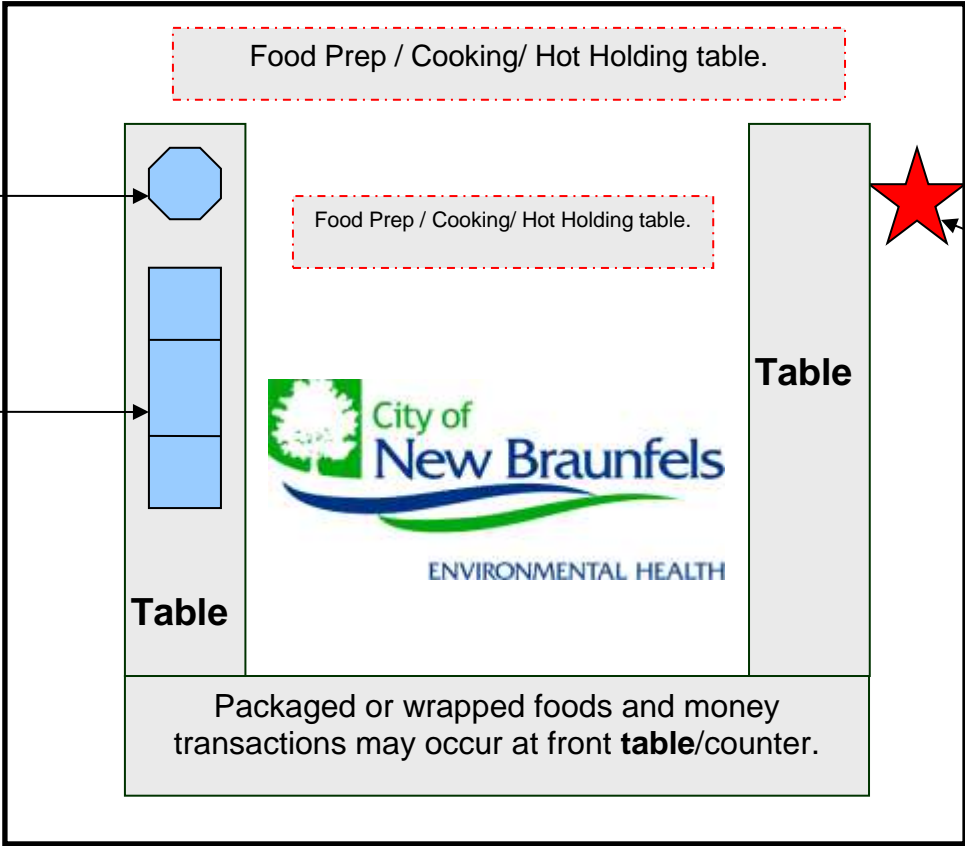 Food Prep / Cooking/ Hot Holding table.
Food Prep / Cooking/ Hot Holding table.
Table
City of
New Braunfels
ENVIRONMENTAL HEALTH
Table
Packaged or wrapped foods and money
transactions may occur at front table/counter.